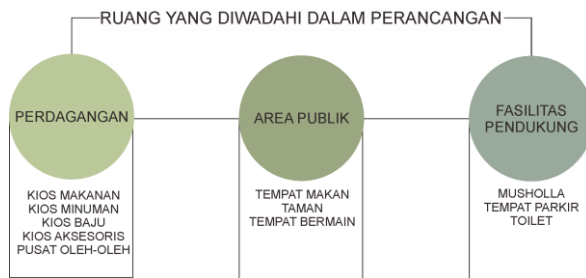 RUANG YANG DIWADAHI DALAM PERANCANGAN
PERDAGANGAN
KIOS MAKANAN
KIOS MINUMAN
KIOS BAJU
KIOS AKSESORIS
PUSAT OLEH-OLEH
AREA PUBLIK
TEMPAT MAKAN
TAMAN
TEMPAT BERMAIN
FASILITAS
PENDUKUNG
MUSHOLLA
TEMPAT PARKIR
TOILET